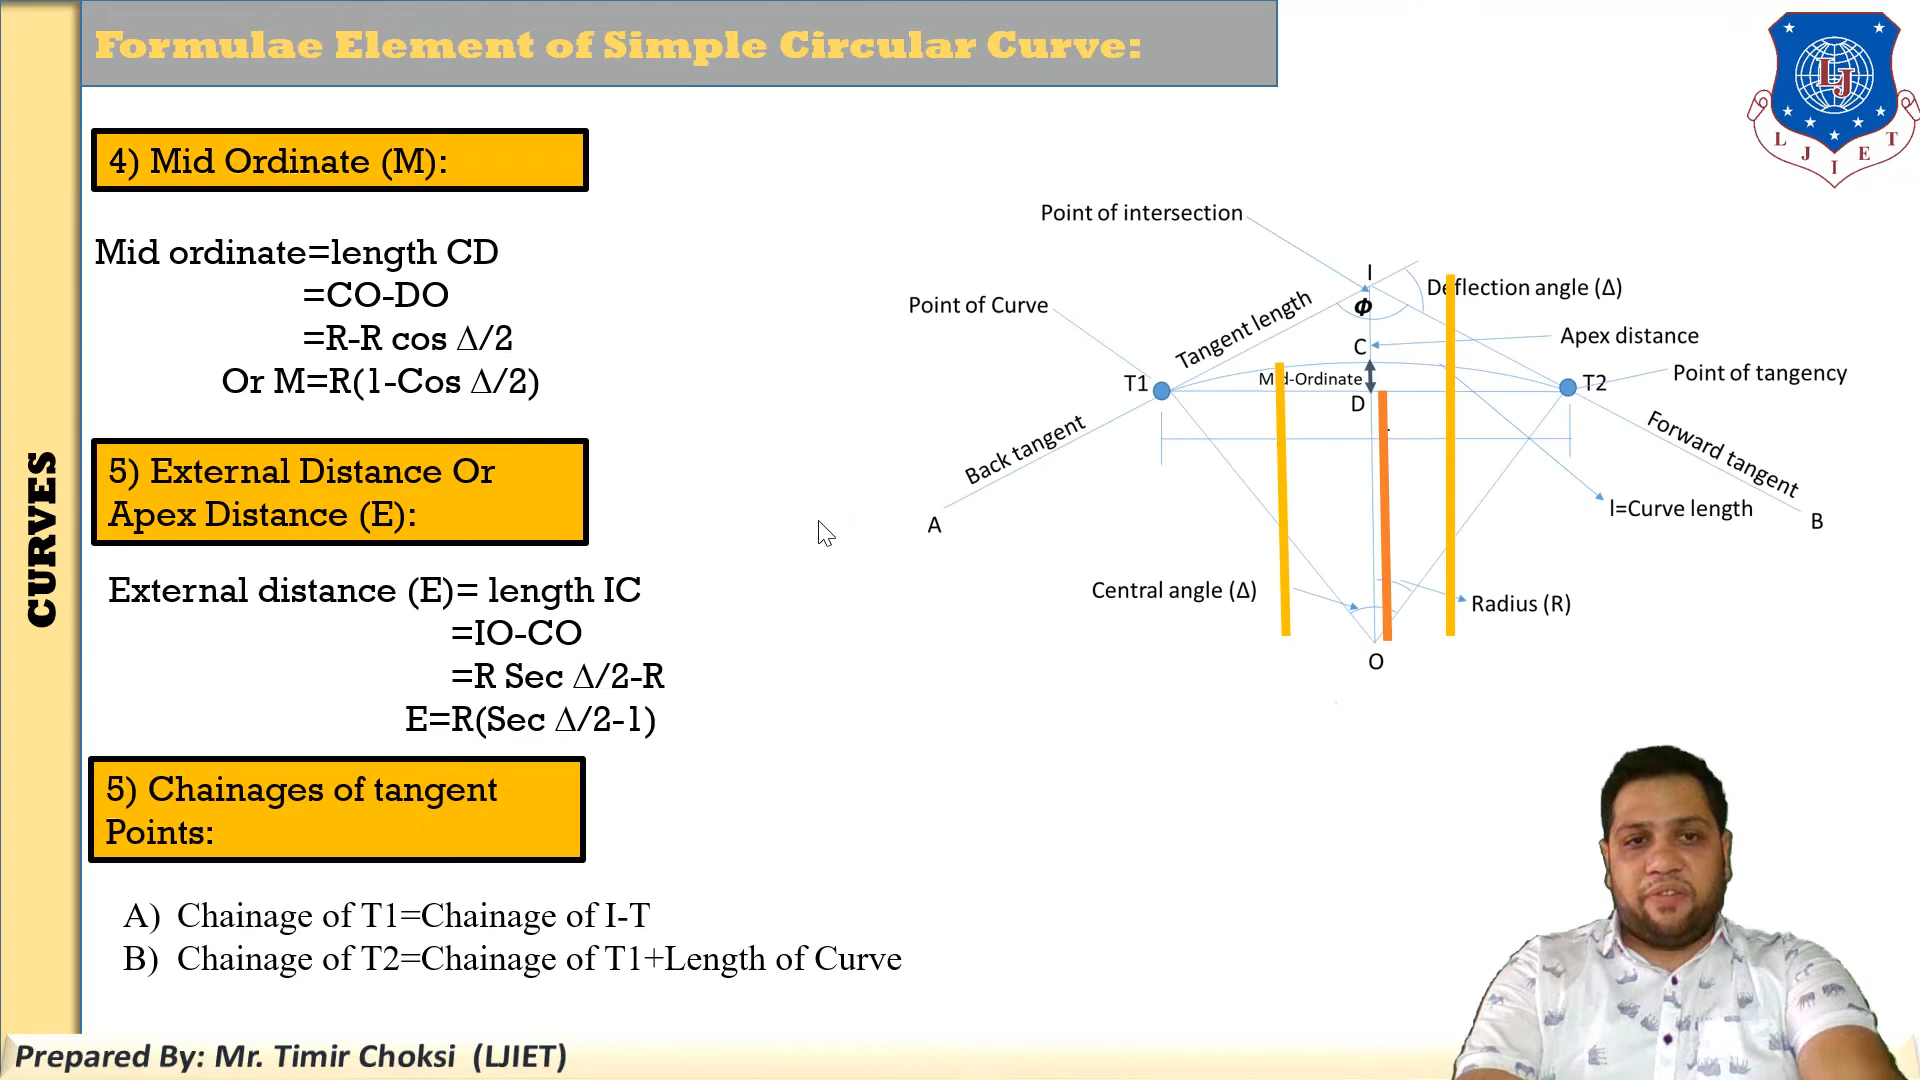 Formulae Element of Simple Circular Curve:
4) Mid Ordinate (M):
Mid ordinate=length CD
=CO-DO
=R-R cos ∆/2
Or M=R(1-Cos ∆/2)
5) External Distance Or
Apex Distance (E):
External distance (E)= length IC
=IO-CO
=R Sec ∆/2-R
E=R(Sec ∆/2-1)
5) Chainages of tangent
Points:
A) Chainage of T1=Chainage of I-T
B) Chainage of T2=Chainage of T1+Length of Curve
CURVES
Prepared By: Mr. Timir Choksi (LJIET)
LJ
L J I E T
Point of intersection
I
Deflection angle (Δ)
Point of Curve
Tangent length
Φ
Apex distance
C
T1
Mid-Ordinate
T2
Point of tangency
D
Back tangent
Forward tangent
A
l=Curve length
B
Central angle (Δ)
Radius (R)
O